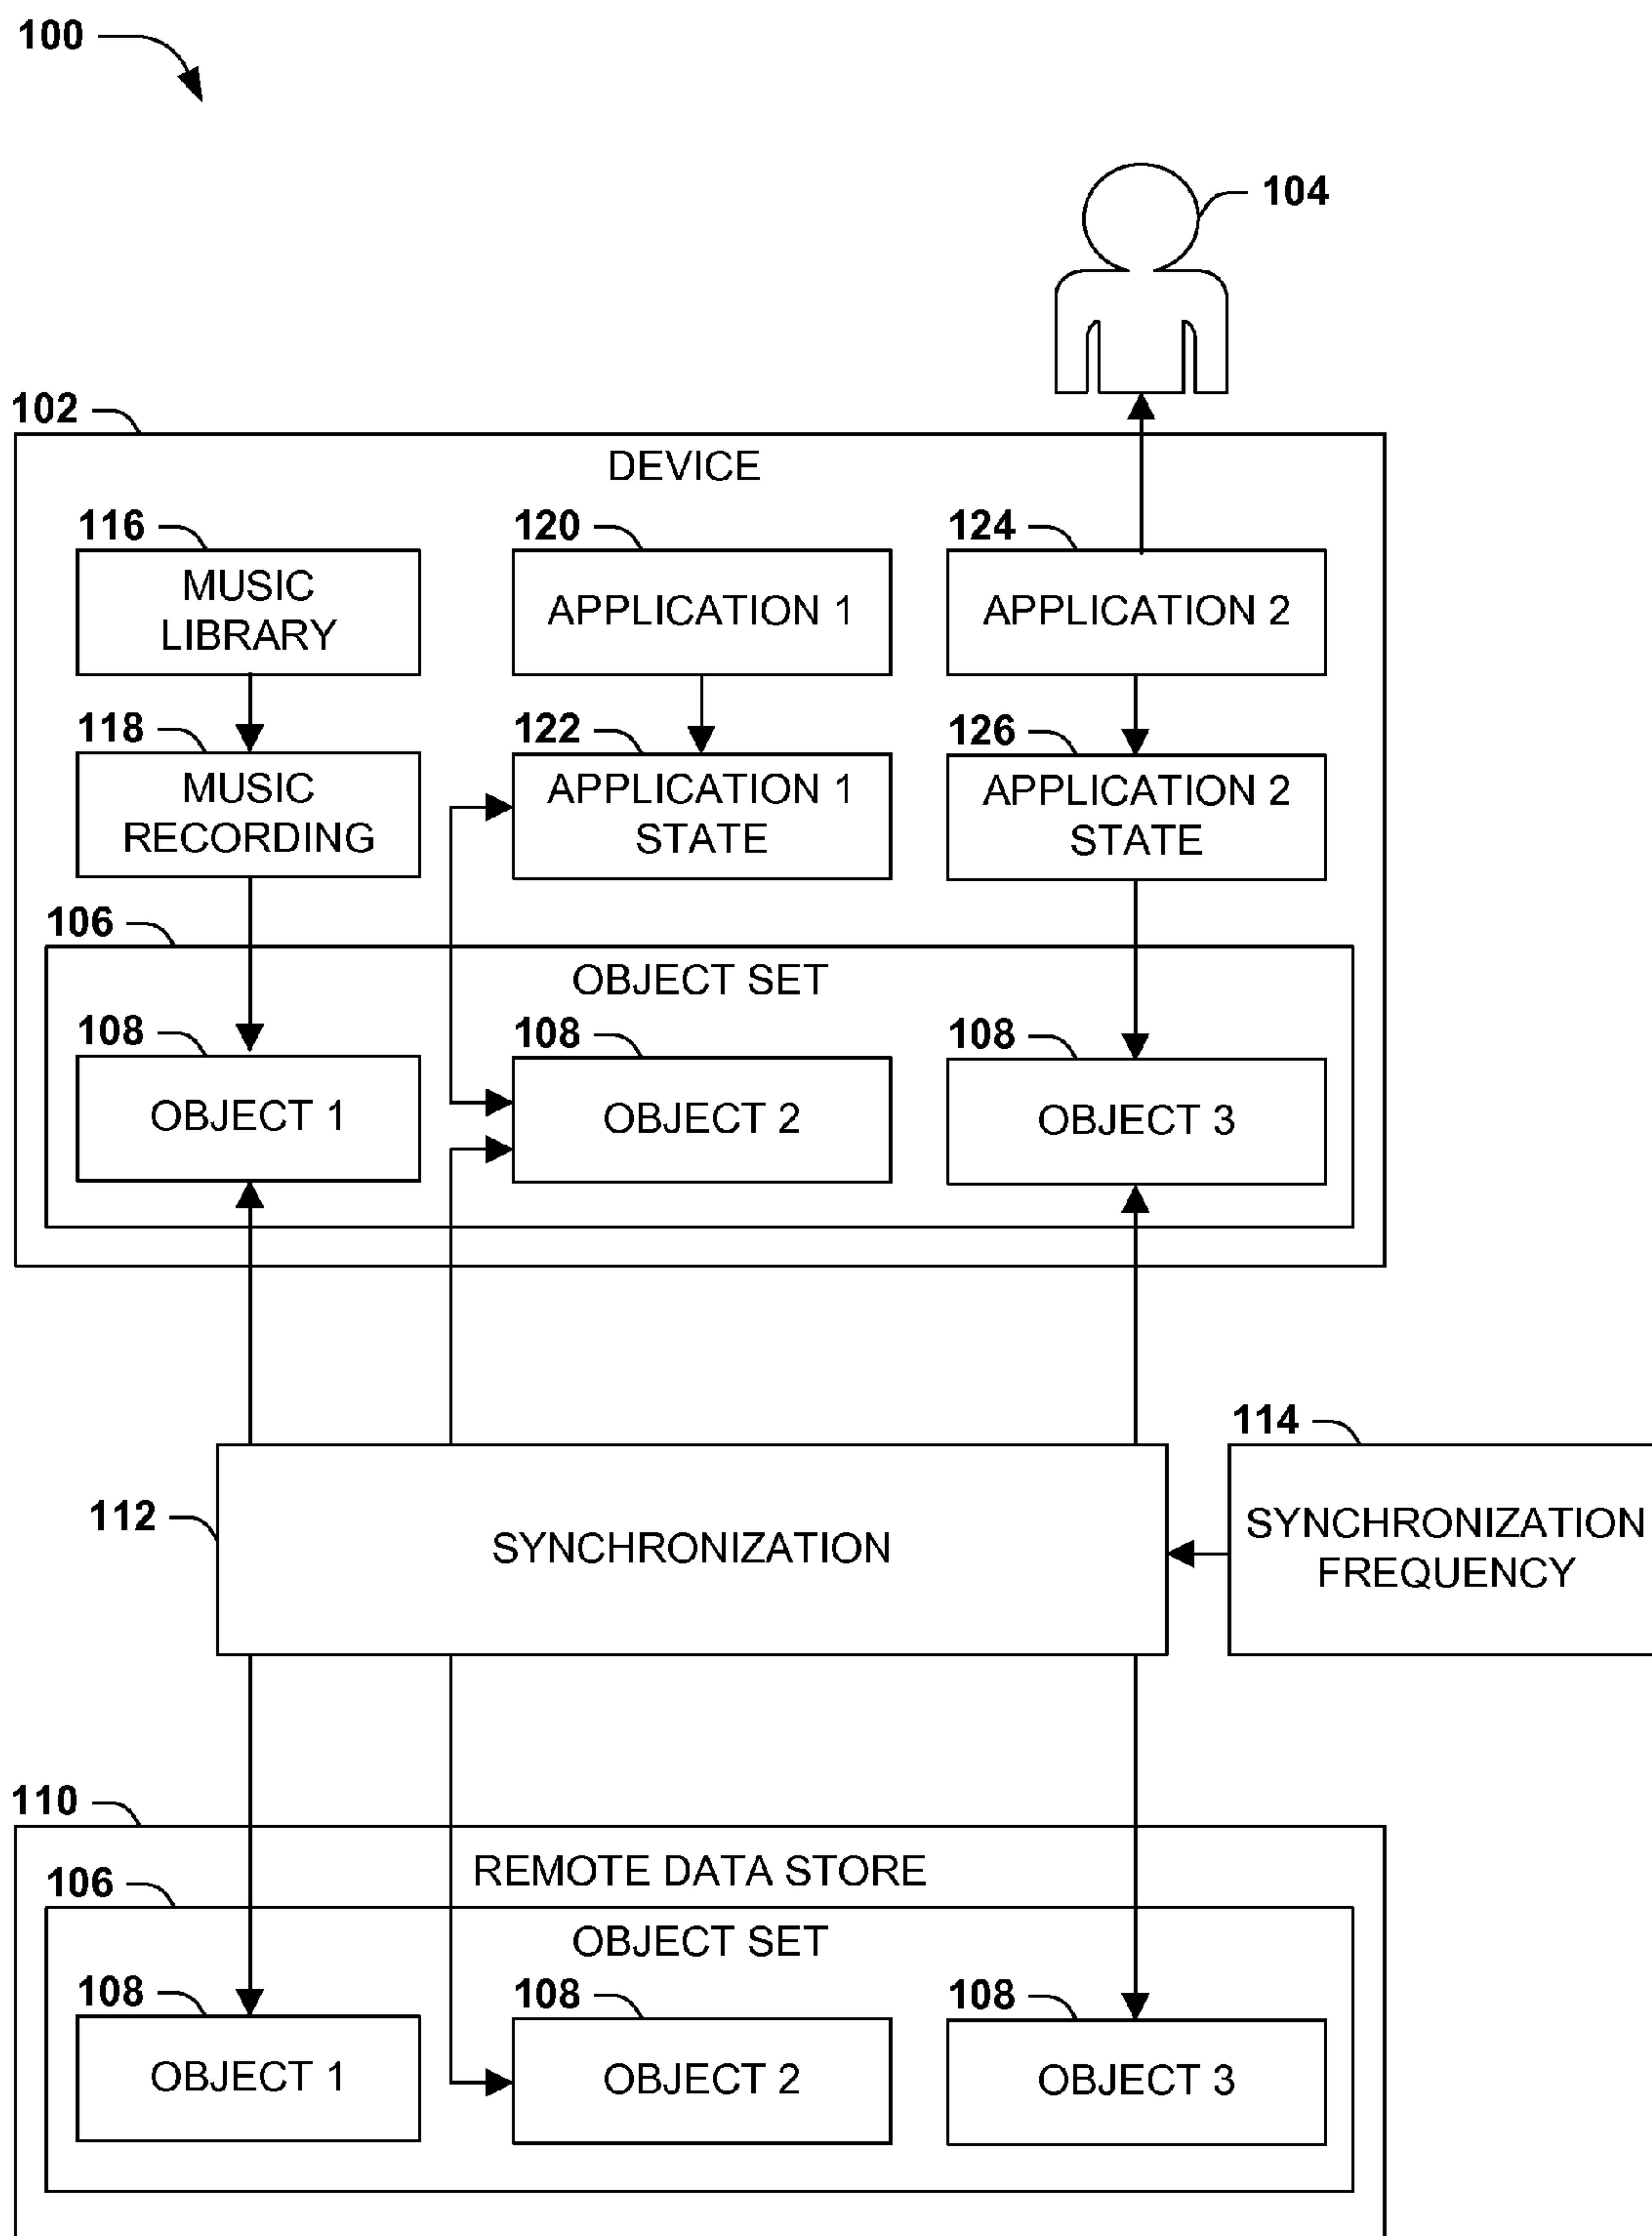 100
104
102
DEVICE
116
120
124
MUSIC
LIBRARY
APPLICATION 1
APPLICATION 2
118
122
126
MUSIC
RECORDING
APPLICATION 1
STATE
APPLICATION 2
STATE
106
OBJECT SET
108
108
108
OBJECT 1
OBJECT 2
OBJECT 3
114
112
SYNCHRONIZATION
SYNCHRONIZATION
FREQUENCY
110
REMOTE DATA STORE
106
OBJECT SET
108
108
108
OBJECT 1
OBJECT 2
OBJECT 3